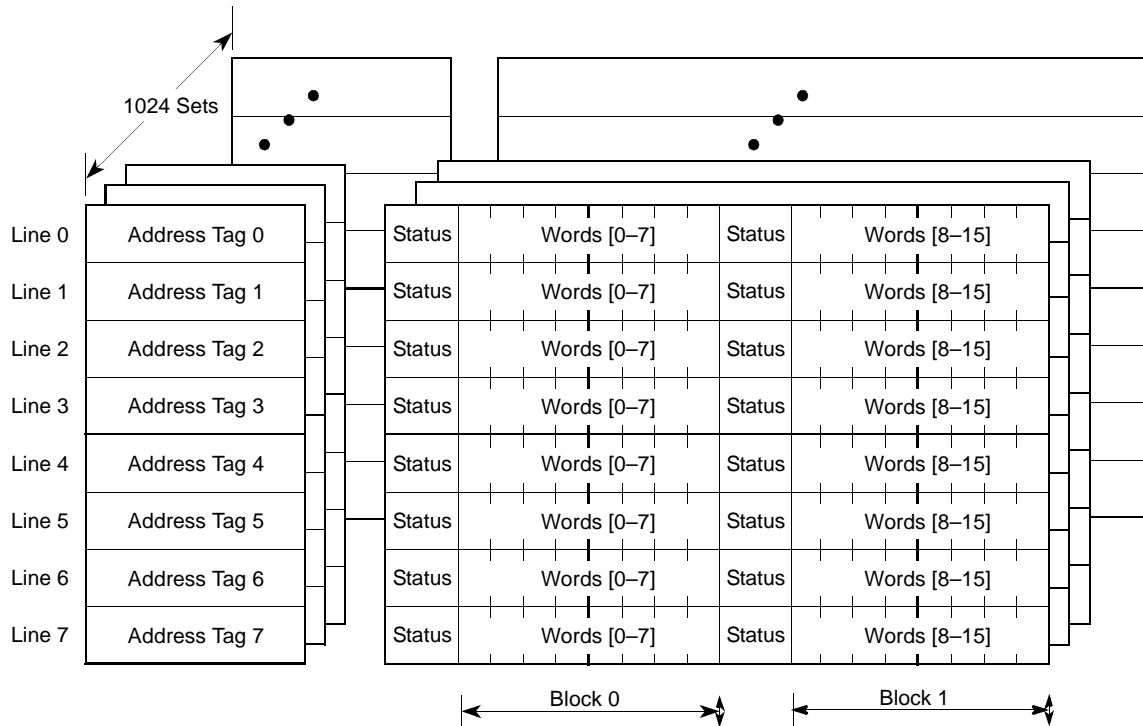 1024 Sets
Line 0 Address Tag 0 Status Words [0–7] Status Words [8–15]
Line 1 Address Tag 1 Status Words [0–7] Status Words [8–15]
Line 2 Address Tag 2 Status Words [0–7] Status Words [8–15]
Line 3 Address Tag 3 Status Words [0–7] Status Words [8–15]
Line 4 Address Tag 4 Status Words [0–7] Status Words [8–15]
Line 5 Address Tag 5 Status Words [0–7] Status Words [8–15]
Line 6 Address Tag 6 Status Words [0–7] Status Words [8–15]
Line 7 Address Tag 7 Status Words [0–7] Status Words [8–15]
Block 0 Block 1